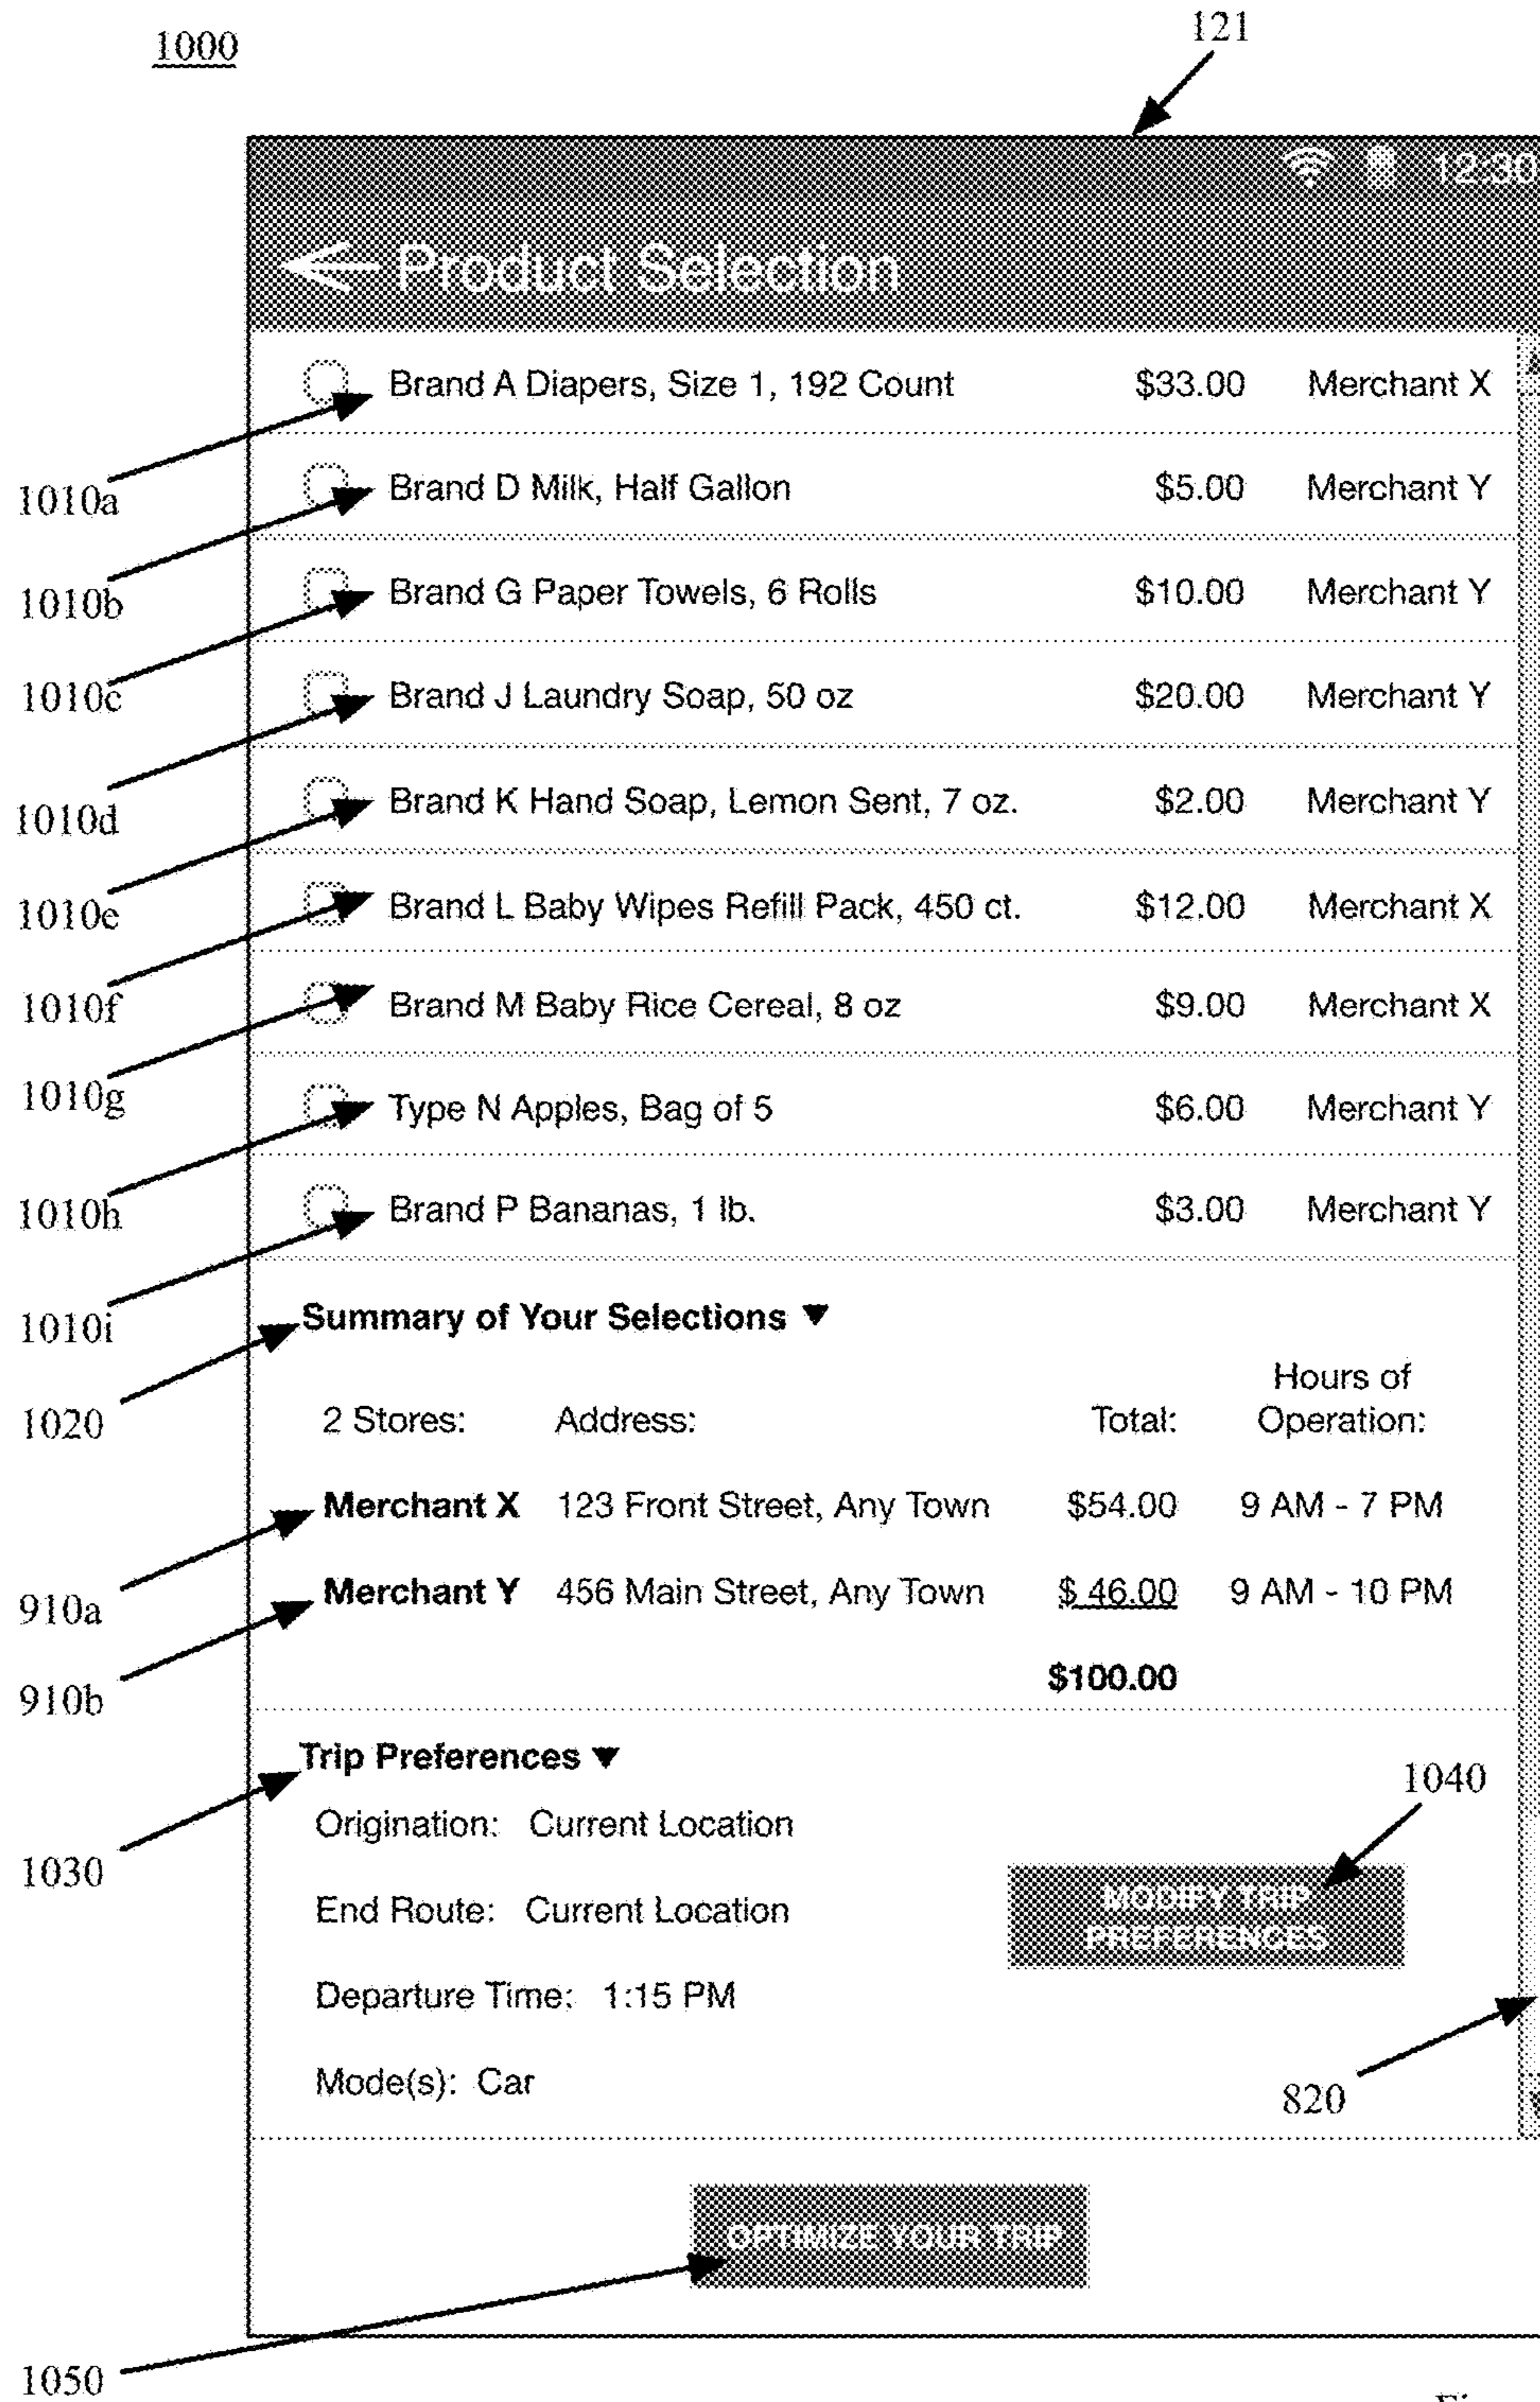 1000
121
12:30
Product Selection
Brand A Diapers, Size 1, 192 Count $33.00 Merchant X
1010a
Brand D Milk, Half Gallon $5.00 Merchant Y
1010b
Brand G Paper Towels, 6 Rolls $10.00 Merchant Y
1010c
Brand J Laundry Soap, 50 oz $20.00 Merchant Y
1010d
Brand K Hand Soap, Lemon Sent, 7 oz. $2.00 Merchant Y
1010e
Brand L Baby Wipes Refill Pack, 450 ct. $12.00 Merchant X
1010f
Brand M Baby Rice Cereal, 8 oz $9.00 Merchant X
1010g
Type N Apples, Bag of 5 $6.00 Merchant Y
1010h
Brand P Bananas, 1 lb. $3.00 Merchant Y
1010i
Summary of Your Selections ▼
1020
Hours of
2 Stores: Address: Total: Operation:
Merchant X 123 Front Street, Any Town $54.00 9 AM - 7 PM
910a
Merchant Y 456 Main Street, Any Town $ 46.00 9 AM - 10 PM
910b
$100.00
Trip Preferences ▼
1040
Origination: Current Location
1030
MODIFY TRIP
PREFERENCES
End Route: Current Location
Departure Time: 1:15 PM
Mode(s): Car
820
OPTIMIZE YOUR TRIP
1050